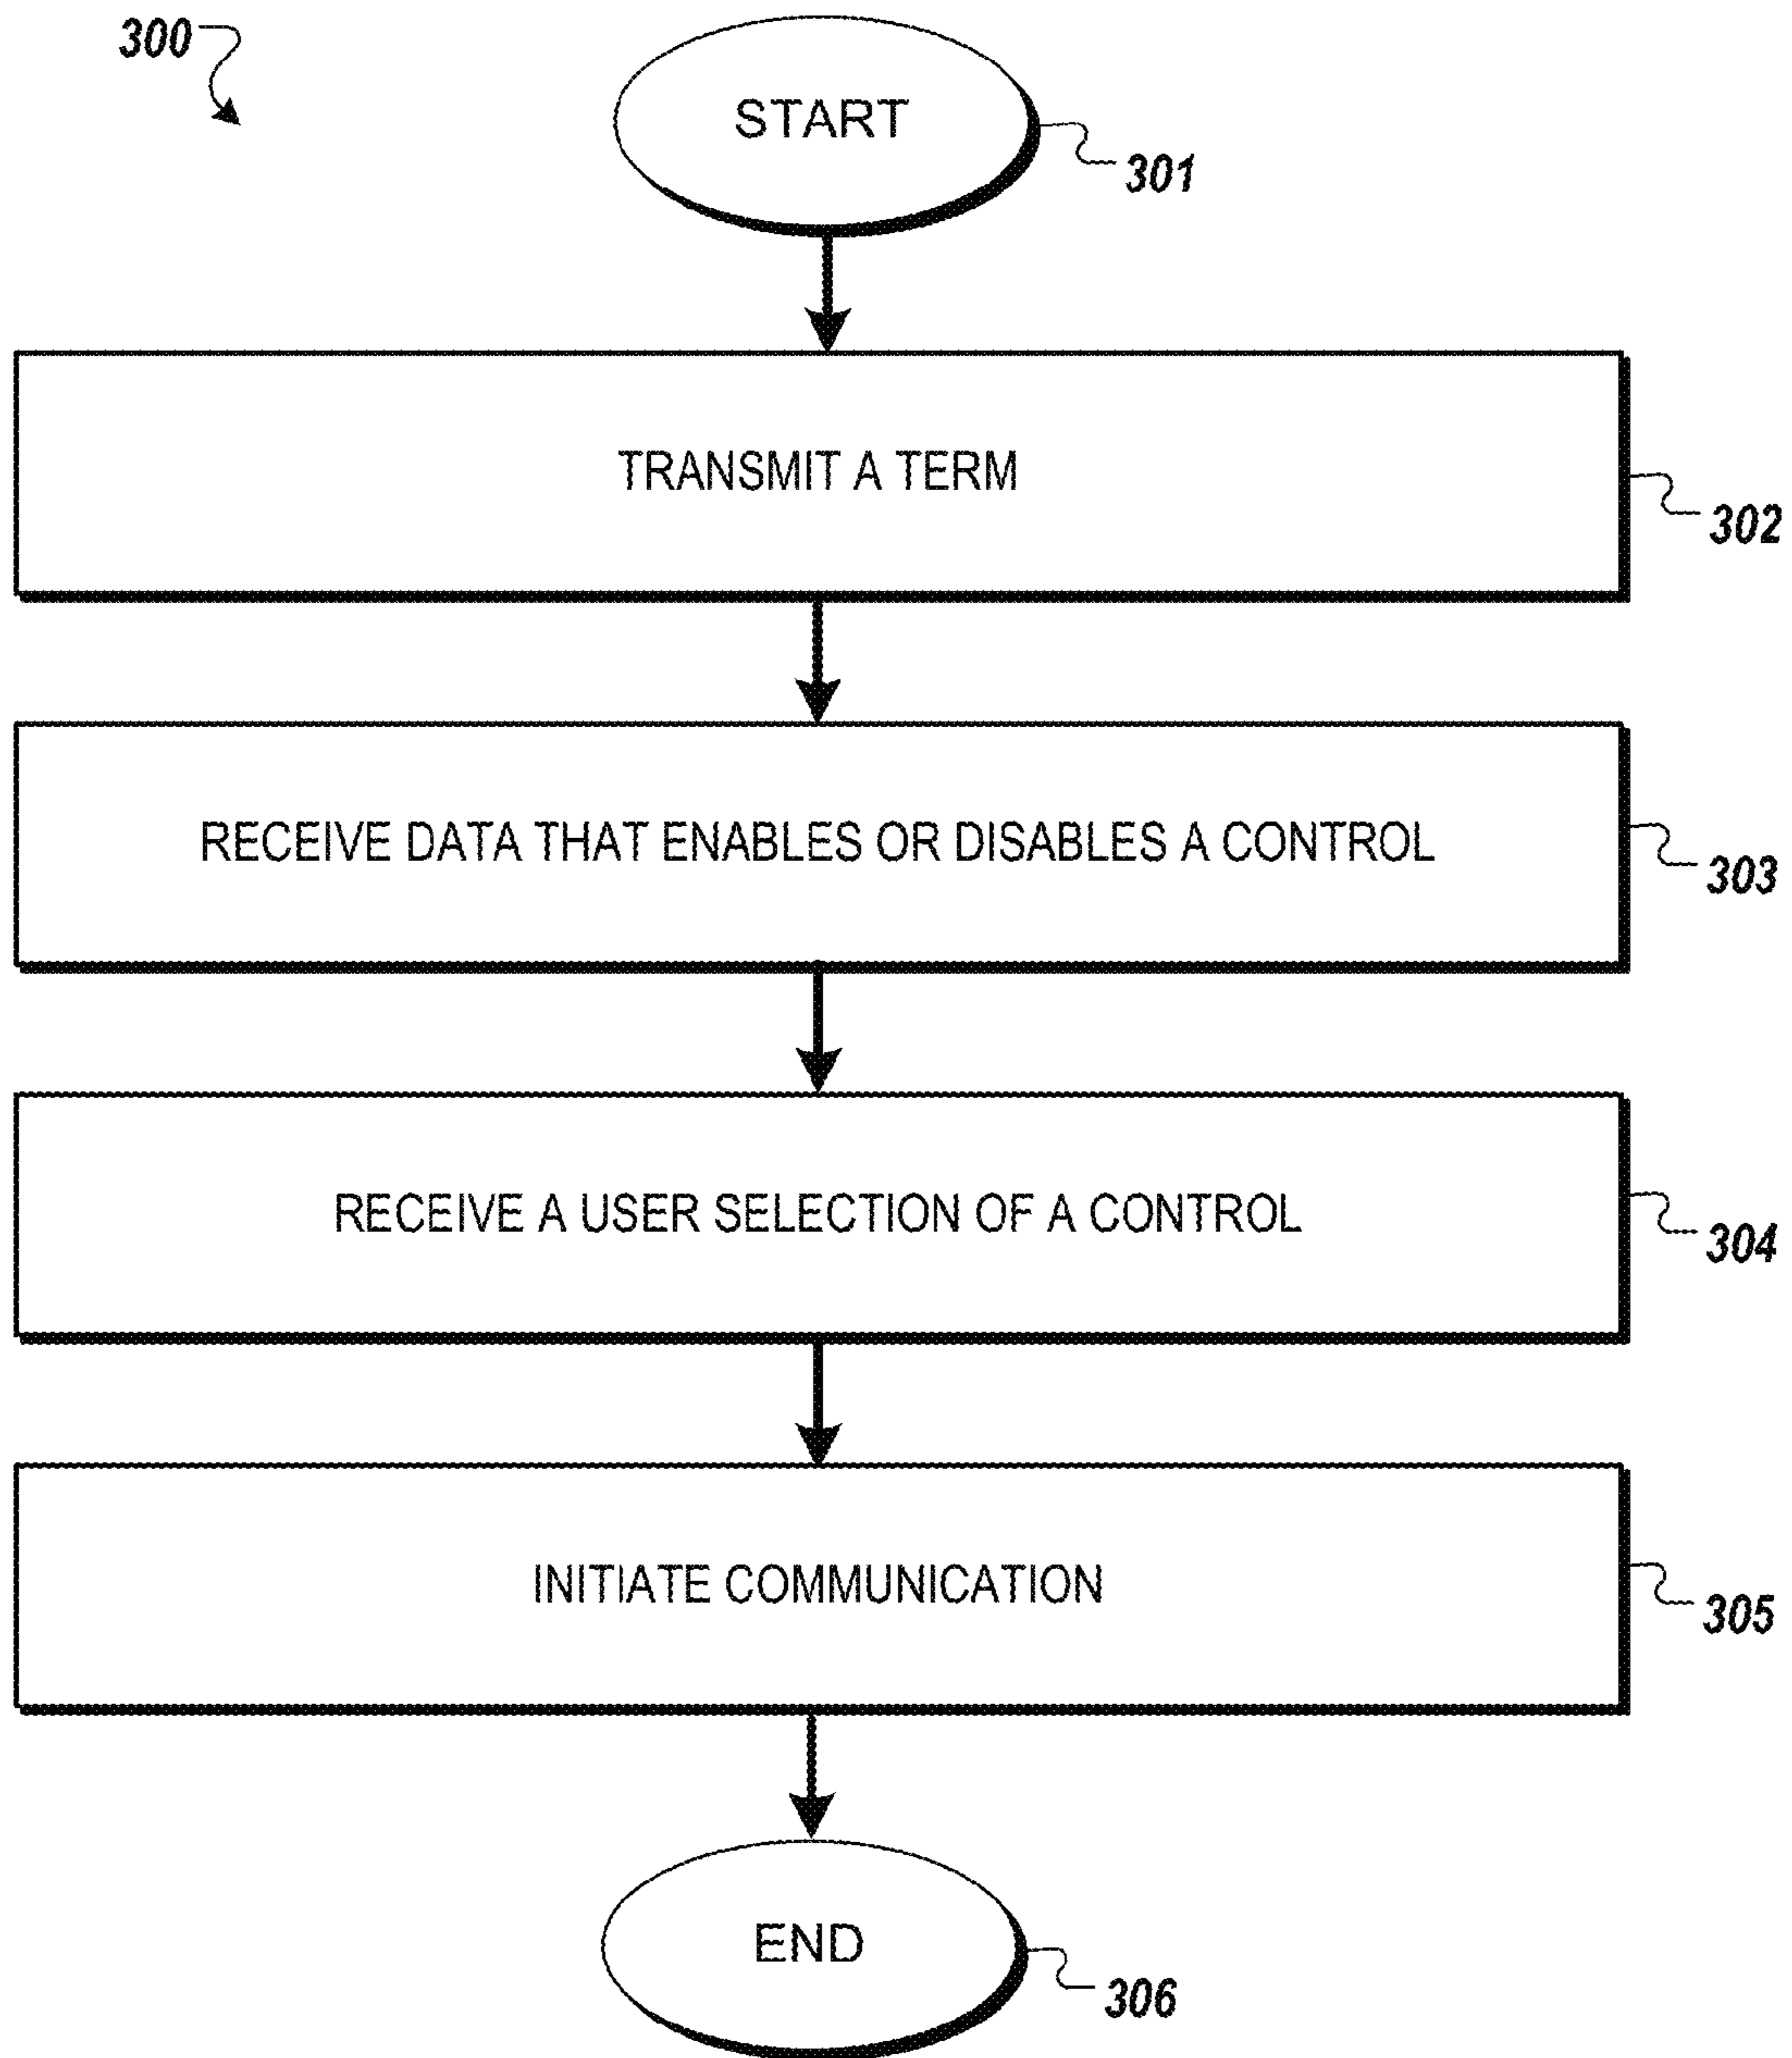 300
START
301
TRANSMIT A TERM
302
RECEIVE DATA THAT ENABLES OR DISABLES A CONTROL
303
RECEIVE A USER SELECTION OF A CONTROL
304
INITIATE COMMUNICATION
305
END
306